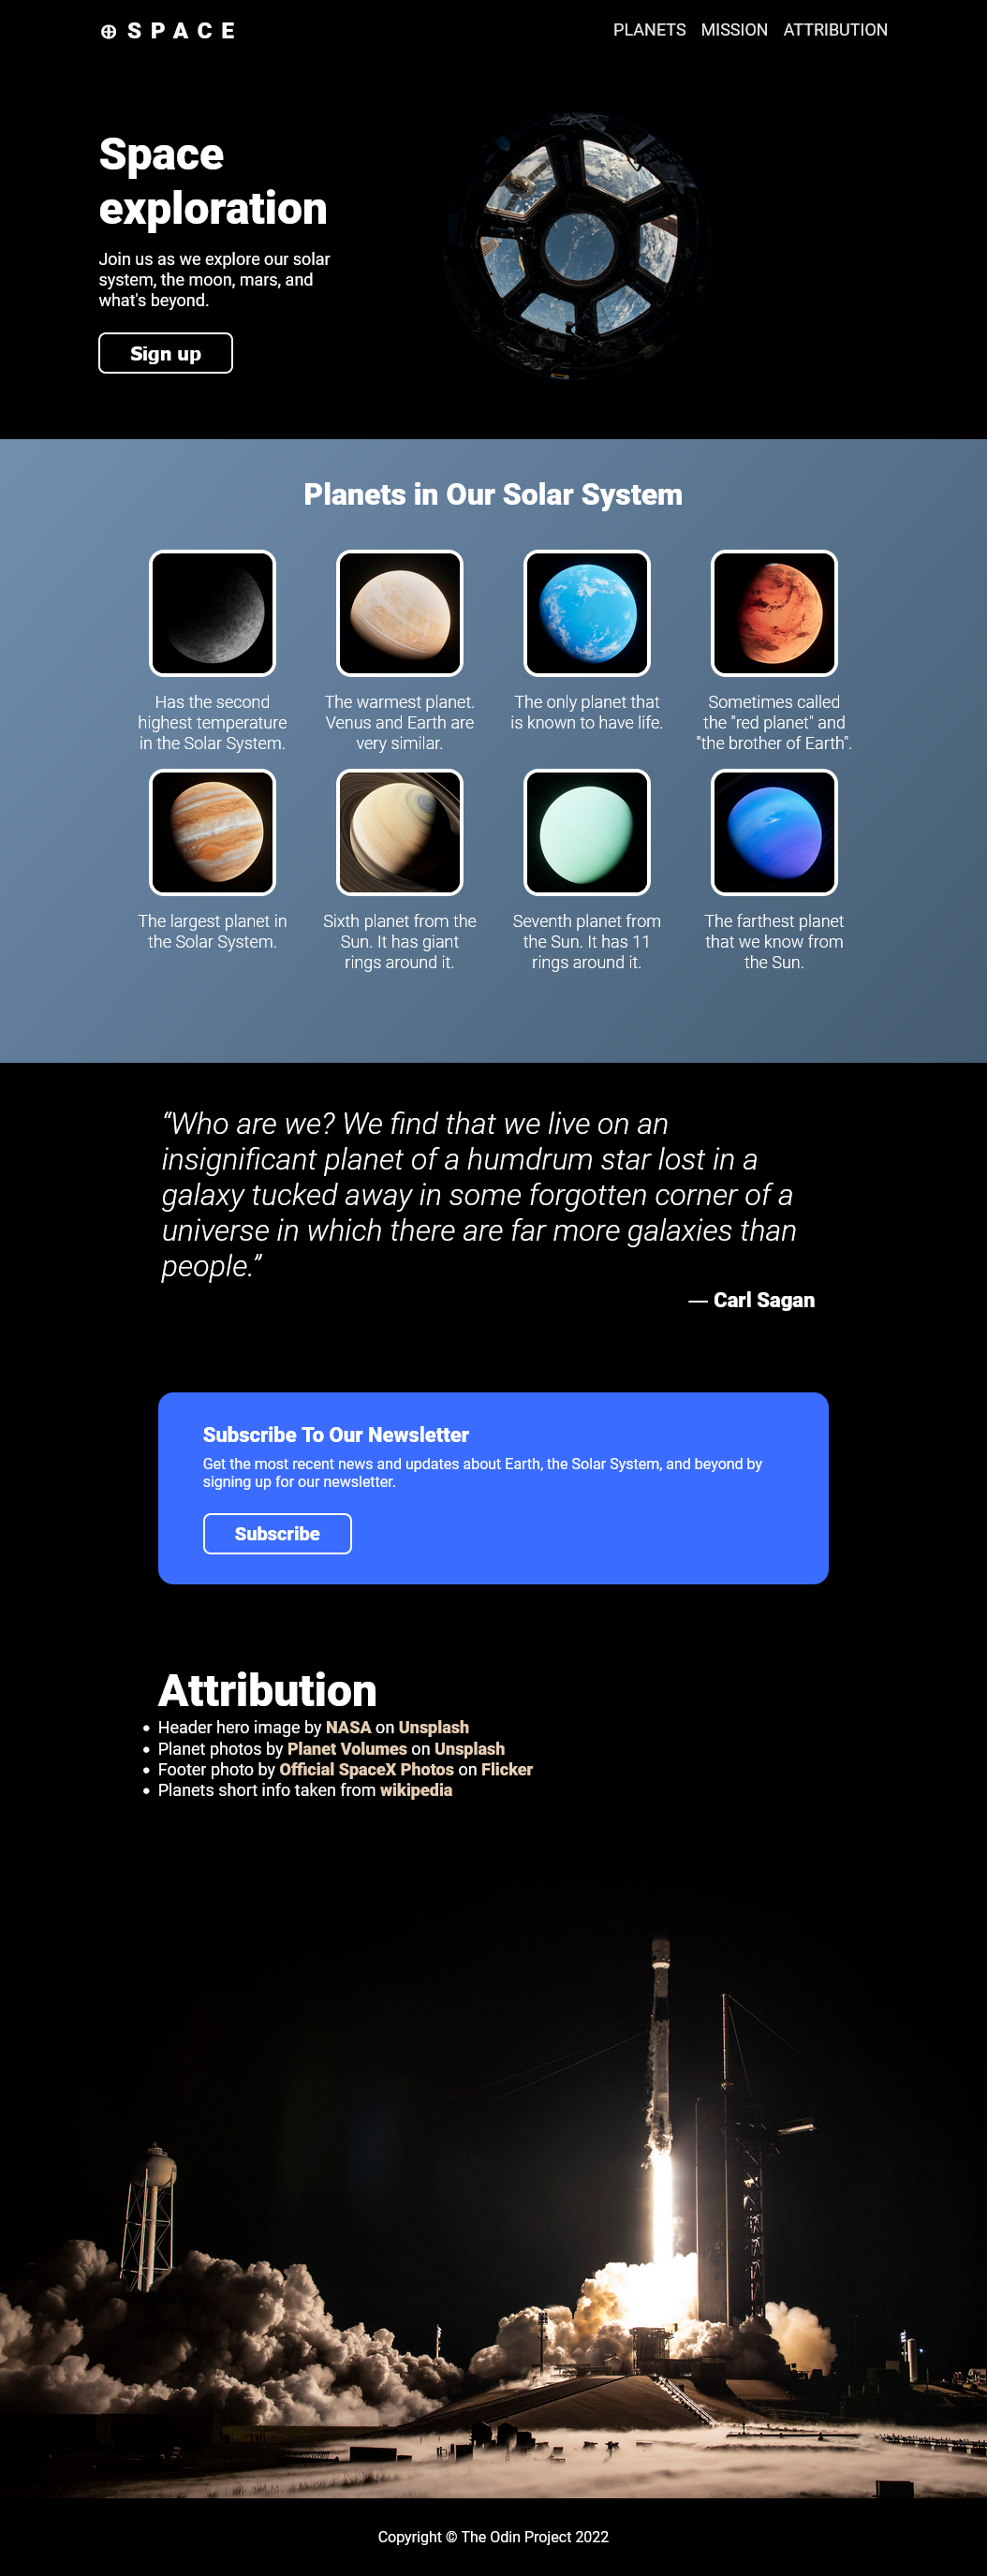 ⊕ SPACE
PLANETS MISSION ATTRIBUTION
Space
exploration
Join us as we explore our solar
system, the moon, mars, and
what's beyond.
Sign up
Planets in Our Solar System
Has the second
highest temperature
in the Solar System.
The warmest planet.
Venus and Earth are
very similar.
The only planet that
is known to have life.
Sometimes called
the "red planet" and
"the brother of Earth".
The largest planet in
the Solar System.
Sixth planet from the
Sun. It has giant
rings around it.
Seventh planet from
the Sun. It has 11
rings around it.
The farthest planet
that we know from
the Sun.
“Who are we? We find that we live on an
insignificant planet of a humdrum star lost in a
galaxy tucked away in some forgotten corner of a
universe in which there are far more galaxies than
people.”
— Carl Sagan
Subscribe To Our Newsletter
Get the most recent news and updates about Earth, the Solar System, and beyond by
signing up for our newsletter.
Subscribe
Attribution
• Header hero image by NASA on Unsplash
• Planet photos by Planet Volumes on Unsplash
• Footer photo by Official SpaceX Photos on Flicker
• Planets short info taken from wikipedia
Copyright © The Odin Project 2022